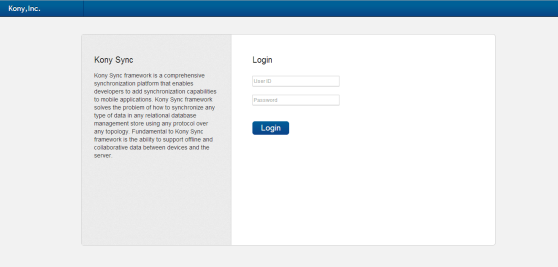 Kony, Inc.
Kony Sync
Kony Sync framework is a comprehensive
synchronization platform that enables
developers to add synchronization capabilities
to mobile applications. Kony Sync framework
solves the problem of how to synchronize any
type of data in any relational database
management store using any protocol over
any topology. Fundamental to Kony Sync
framework is the ability to support offline and
collaborative data between devices and the
server.
Login
User ID
Password
Login